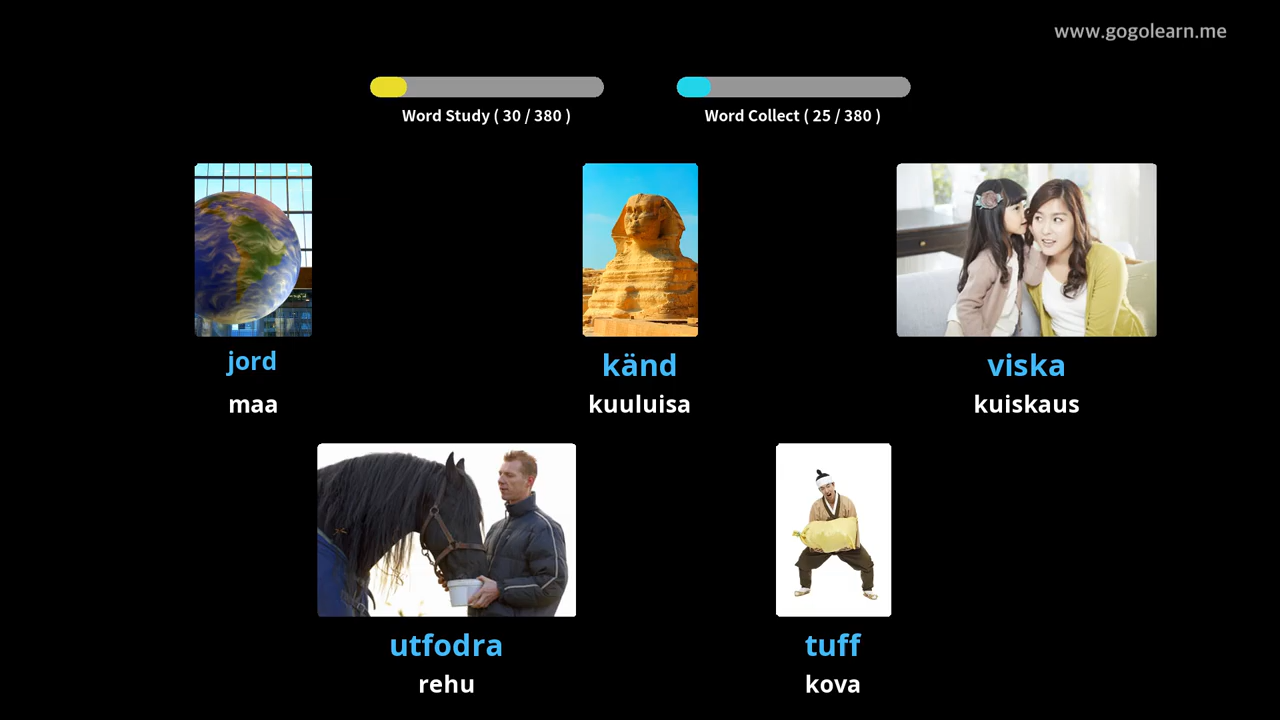 www.gogolearn.me
Word Study ( 30 / 380 )
Word Collect ( 25 / 380 )
jord
känd
viska
maa
kuuluisa
kuiskaus
utfodra
tuff
rehu
kova